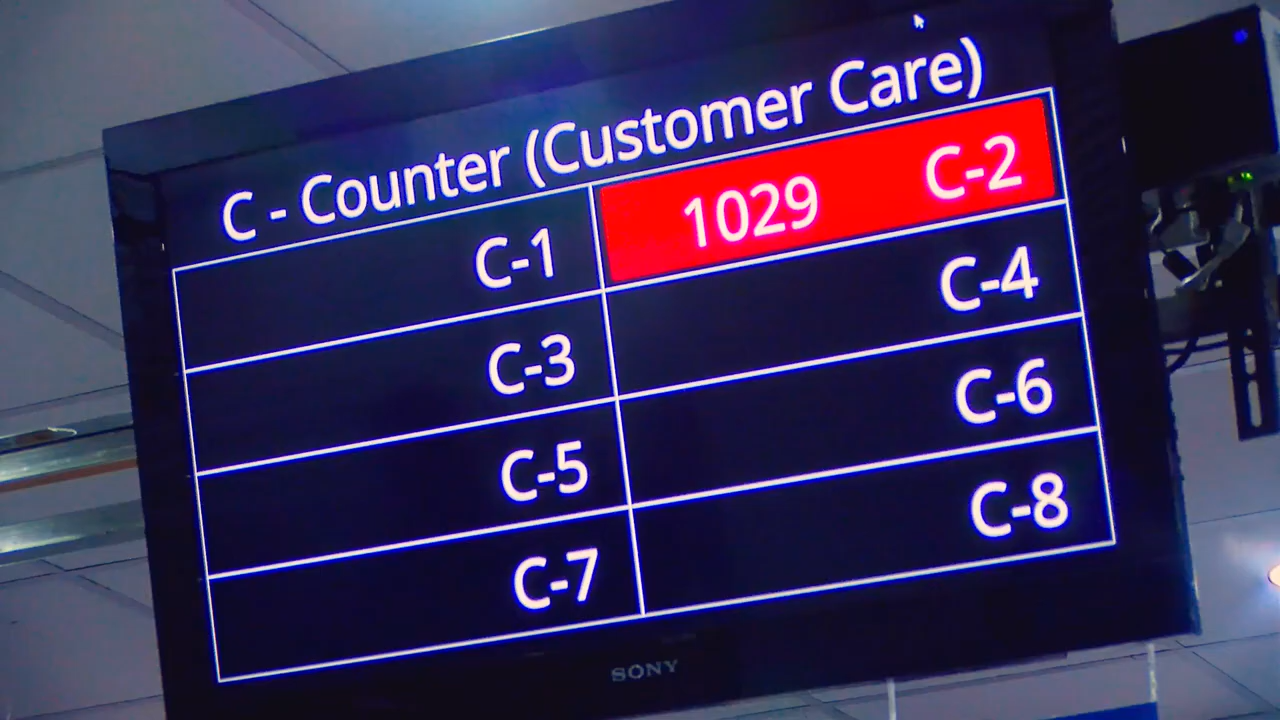 C - Counter (Customer Care)
C-1 1029 C-2
C-3 C-4
C-5 C-6
C-7 C-8
SONY